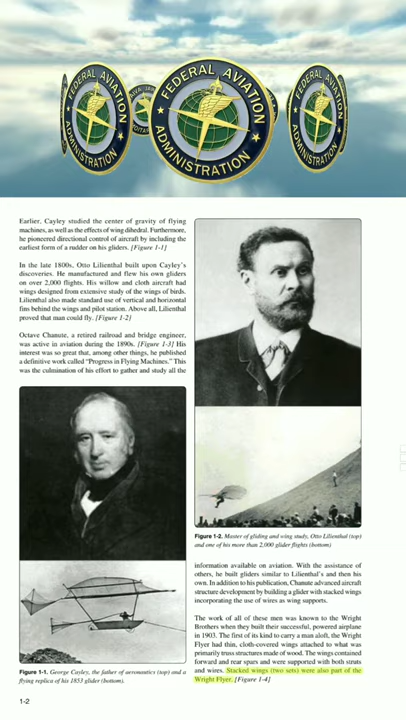 FEDERAL AVIATION
ADMINISTRATION
FEDERAL AVIATION
ADMINISTRATION
FEDERAL AVIATION
ADMINISTRATION
Earlier, Cayley studied the center of gravity of flying
machines, as well as the effects of wing dihedral. Furthermore,
he pioneered directional control of aircraft by including the
earliest form of a rudder on his gliders. [Figure 1-1]
In the late 1800s, Otto Lilienthal built upon Cayley's
discoveries. He manufactured and flew his own gliders
on over 2,000 flights. His willow and cloth aircraft had
wings designed from extensive study of the wings of birds.
Lilienthal also made standard use of vertical and horizontal
fins behind the wings and pilot station. Above all, Lilienthal
proved that man could fly. [Figure 1-2]
Octave Chanute, a retired railroad and bridge engineer,
was active in aviation during the 1890s. [Figure 1-3] His
interest was so great that, among other things, he published
a definitive work called "Progress in Flying Machines." This
was the culmination of his effort to gather and study all the
Figure 1-1. George Cayley, the father of aeronautics (top) and a
flying replica of his 1853 glider (bottom).
Figure 1-2. Master of gliding and wing study, Otto Lilienthal (top)
and one of his more than 2,000 glider flights (bottom)
information available on aviation. With the assistance of
others, he built gliders similar to Lilienthal's and then his
own. In addition to his publication, Chanute advanced aircraft
structure development by building a glider with stacked wings
incorporating the use of wires as wing supports.
The work of all of these men was known to the Wright
Brothers when they built their successful, powered airplane
in 1903. The first of its kind to carry a man aloft, the Wright
Flyer had thin, cloth-covered wings attached to what was
primarily truss structures made of wood. The wings contained
forward and rear spars and were supported with both struts
and wires. Stacked wings (two sets) were also part of the
Wright Flyer. [Figure 1-4]
1-2